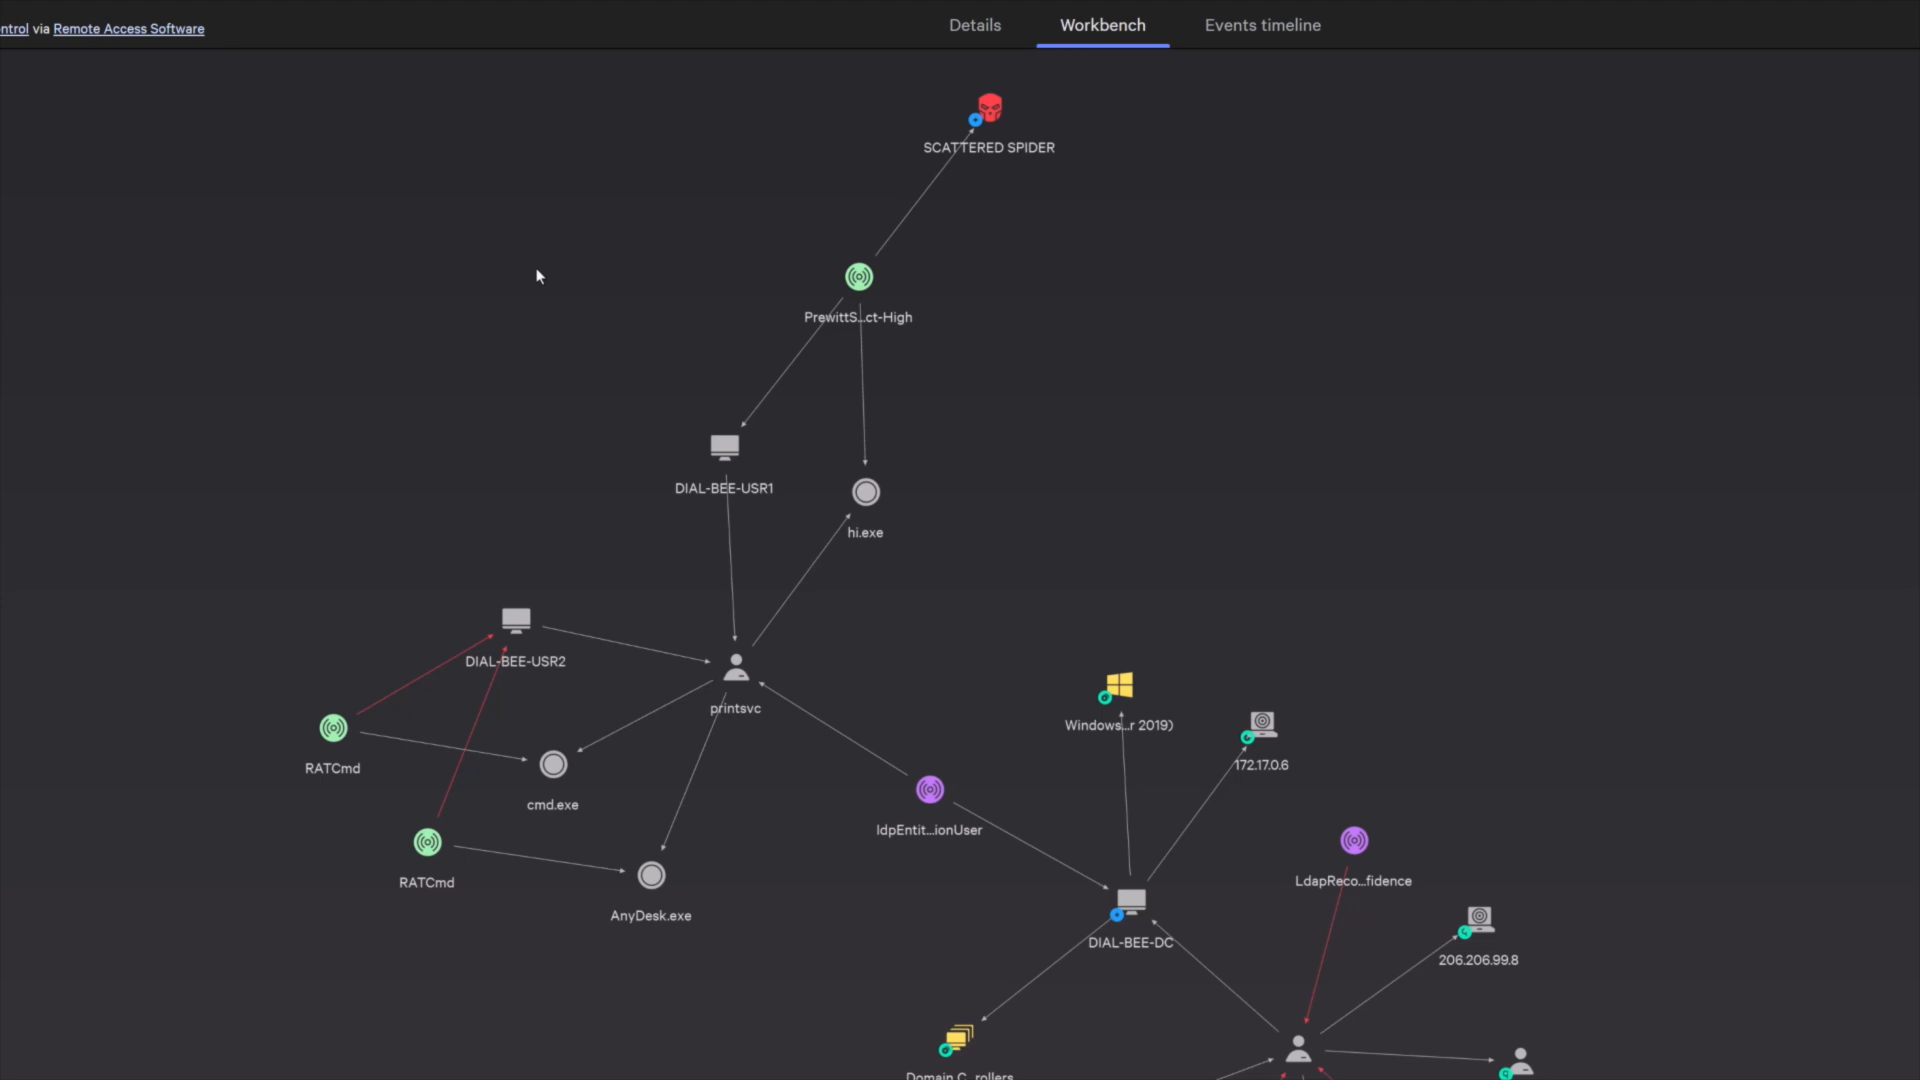 ntrol via Remote Access Software
Details
Workbench
Events timeline
SCATTERED SPIDER
PrewittS...ct-High
DIAL-BEE-USR1
hi.exe
DIAL-BEE-USR2
printsvc
Windows...r 2019)
RATCmd
172.17.0.6
cmd.exe
IdpEntit...ionUser
RATCmd
LdapReco...fidence
AnyDesk.exe
DIAL-BEE-DC
206.206.99.8
Domain C...rollers